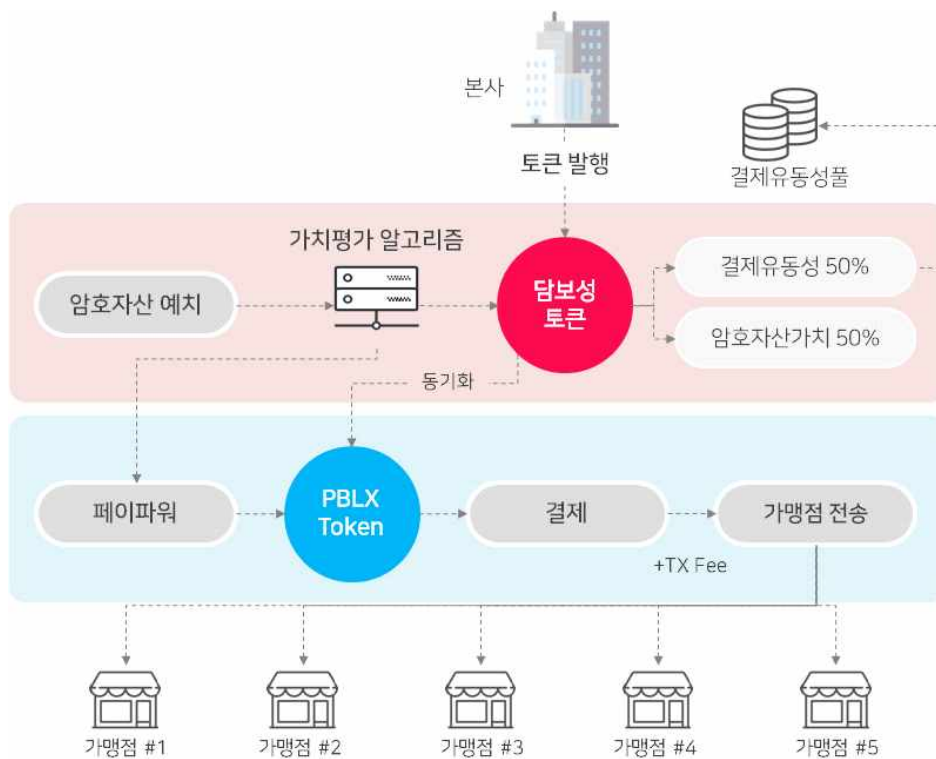 본사
토큰 발행
결제유동성풀
가치평가 알고리즘
암호자산 예치
담보성
토큰
결제유동성 50%
암호자산가치 50%
동기화
페이파워
PBLX
Token
결제
가맹점 전송
+TX Fee
가맹점 #1
가맹점 #2
가맹점 #3
가맹점 #4
가맹점 #5